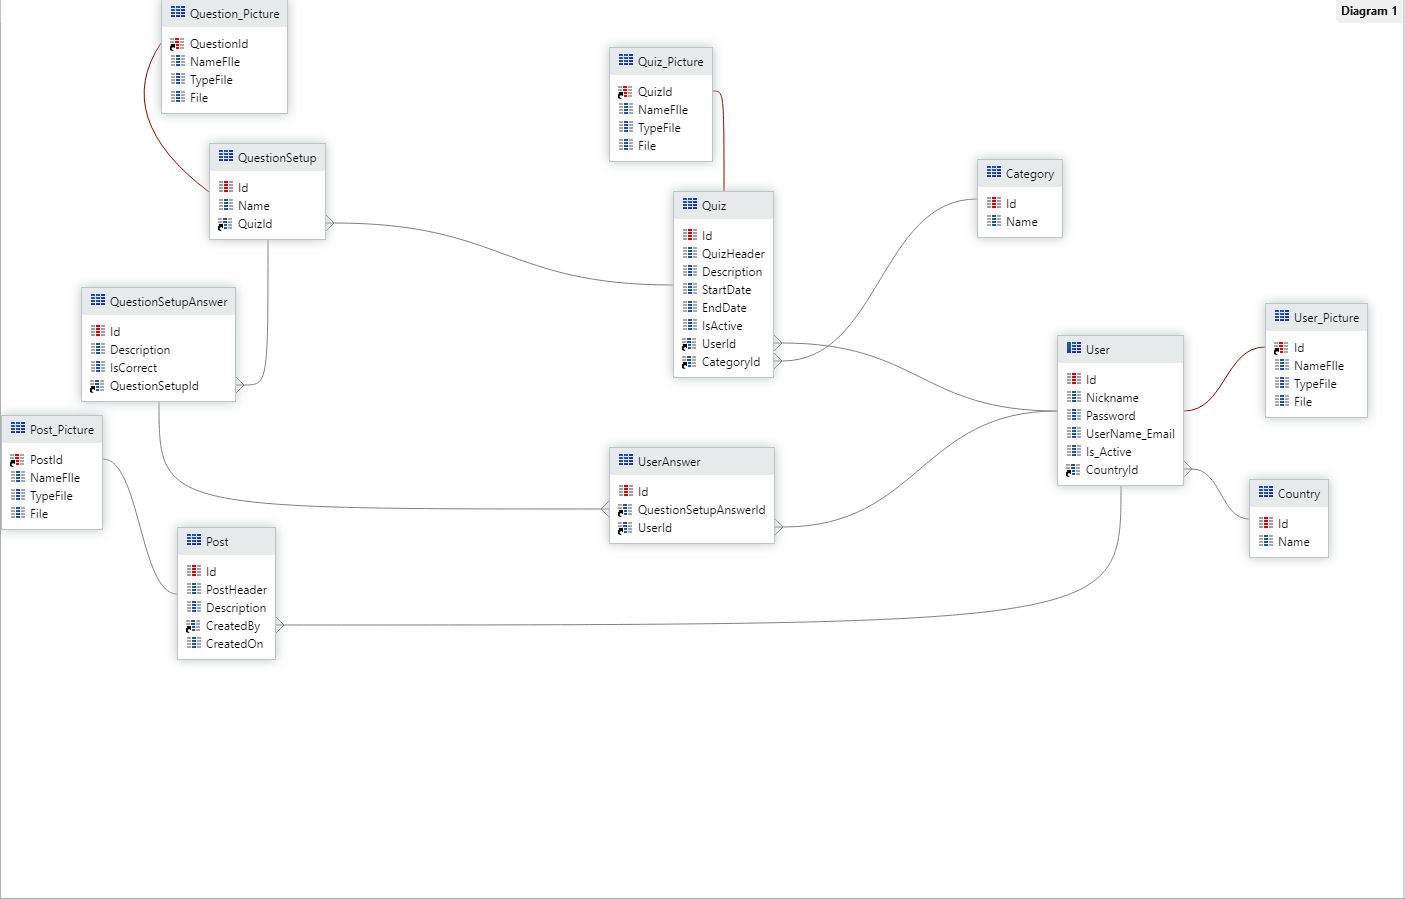 Diagram 1
Question_Picture
QuestionId
NameFIle
TypeFile
File
Quiz_Picture
QuizId
NameFIle
TypeFile
File
QuestionSetup
Id
Name
QuizId
Category
Id
Name
Quiz
Id
QuizHeader
Description
StartDate
EndDate
IsActive
UserId
CategoryId
QuestionSetupAnswer
Id
Description
IsCorrect
QuestionSetupId
User_Picture
Id
NameFIle
TypeFile
File
User
Id
Nickname
Password
UserName_Email
Is_Active
CountryId
Post_Picture
PostId
NameFIle
TypeFile
File
UserAnswer
Id
QuestionSetupAnswerId
UserId
Country
Id
Name
Post
Id
PostHeader
Description
CreatedBy
CreatedOn